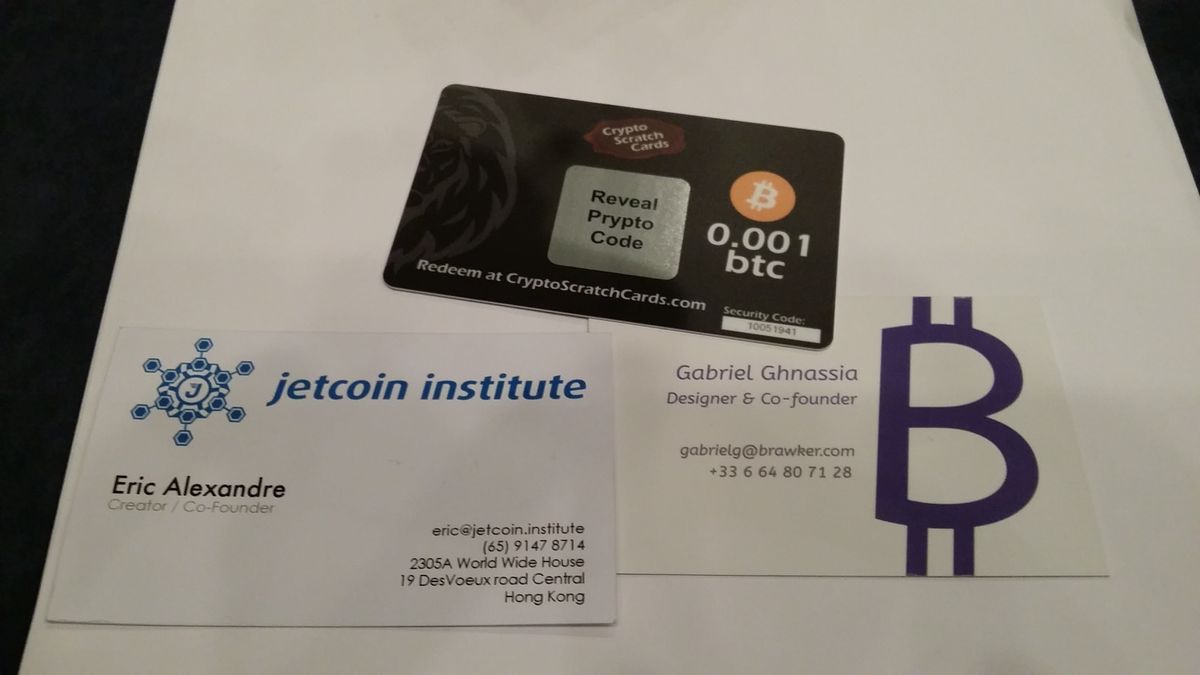 Crypto
Scratch
Cards
Reveal
Prypto
Code
0.001
btc
Redeem at CryptoScratchCards.com
Security Code:
10051941
J
jetcoin institute
Eric Alexandre
Creator / Co-Founder
eric@jetcoin.institute
(65) 9147 8714
2305A World Wide House
19 DesVoeux road Central
Hong Kong
Gabriel Ghnassia
Designer & Co-founder
gabrielg@brawker.com
+33 6 64 80 71 28